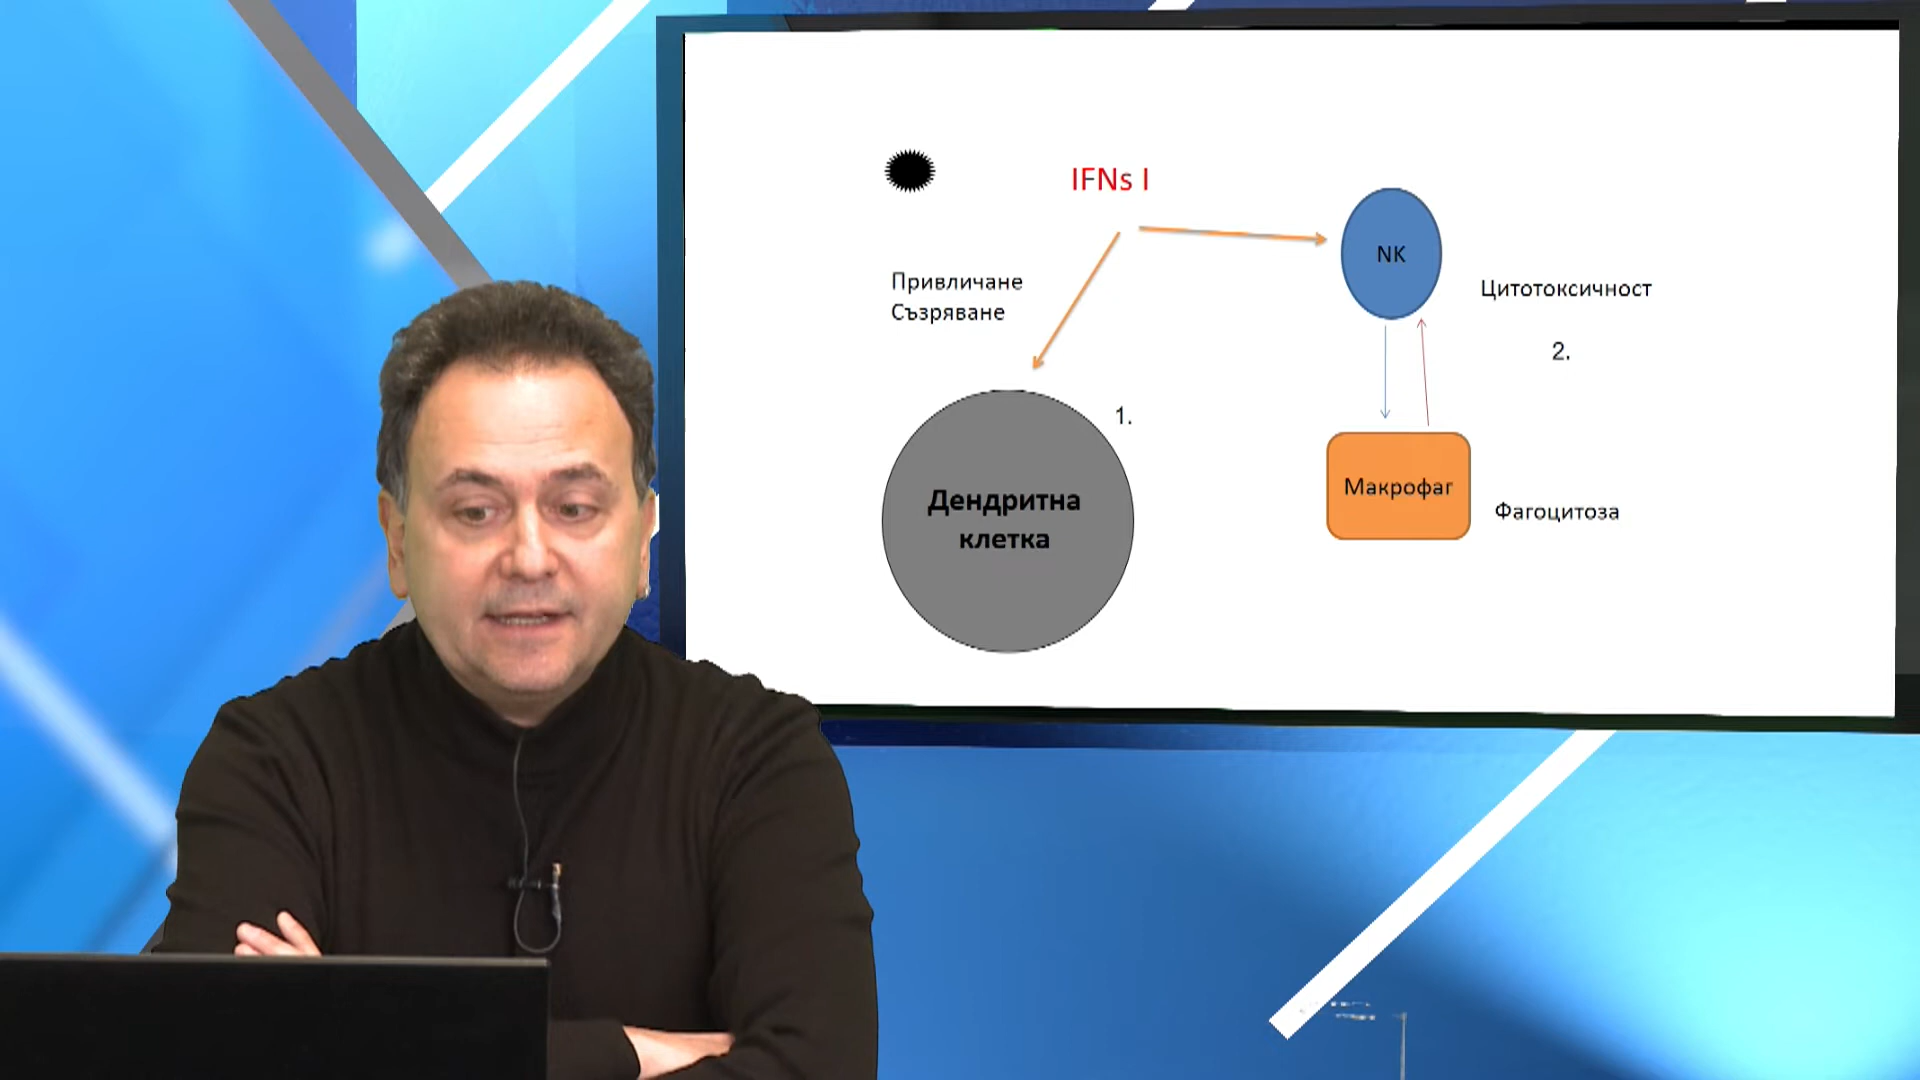 IFNs I
NK
Привличане
Съзряване
Цитотоксичност
2.
1.
Дендритна
клетка
Макрофаг
Фагоцитоза